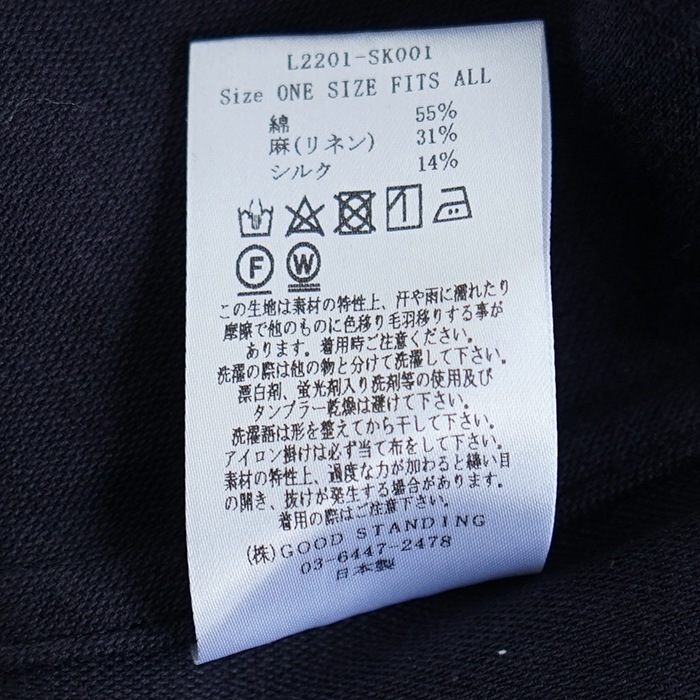 L2201-SK001
Size ONE SIZE FITS ALL
綿 55%
麻(リネン) 31%
シルク 14%
F W
この生地は素材の特性上、汗や雨に濡れたり
摩擦で他のものに色移り毛羽移りする事が
あります。着用時ご注意ください。
洗濯の際は他の物と分けて洗濯して下さい。
漂白剤、蛍光剤入り洗剤等の使用及び
タンブラー乾燥は避けて下さい。
洗濯語は形を整えてから干して下さい。
アイロン掛けは必ず当て布をして下さい。
素材の特性上、過度な力が加わると縫い目
の開き、抜けが発生する場合があります。
着用の際はご注意下さい。
(株)GOOD STANDING
03-6447-2478
日本製